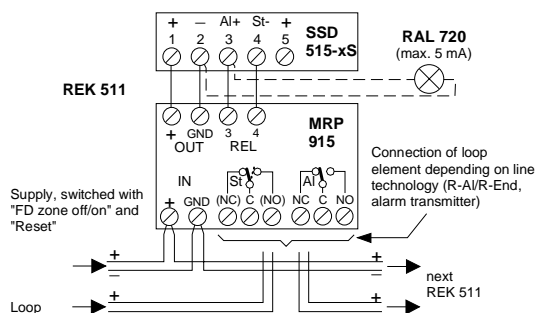 + – Al+ St- +
1 2 3 4 5
SSD
515-xS
RAL 720
(max. 5 mA)
REK 511
+ GND 3 4
OUT REL
MRP
915
IN
St
Al
+ GND (NC) C (NO) NC C NO
Supply, switched with
"FD zone off/on" and
"Reset"
Connection of loop
element depending on line
technology (R-Al/R-End,
alarm transmitter)
+ +
– –
next
REK 511
Loop
+ +